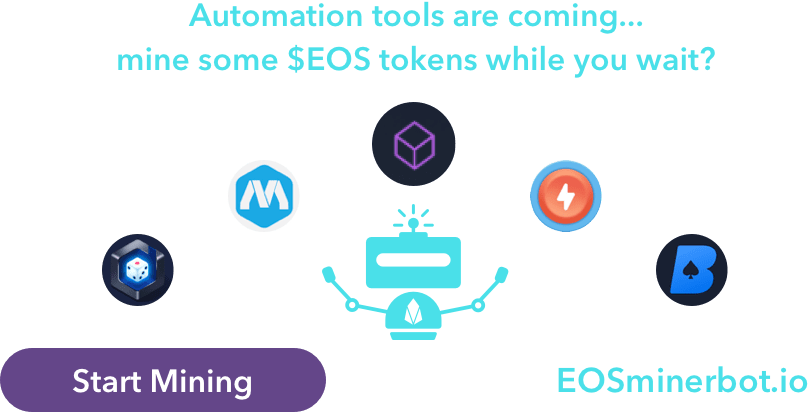 Automation tools are coming...
mine some $EOS tokens while you wait?
Start Mining
EOSminerbot.io